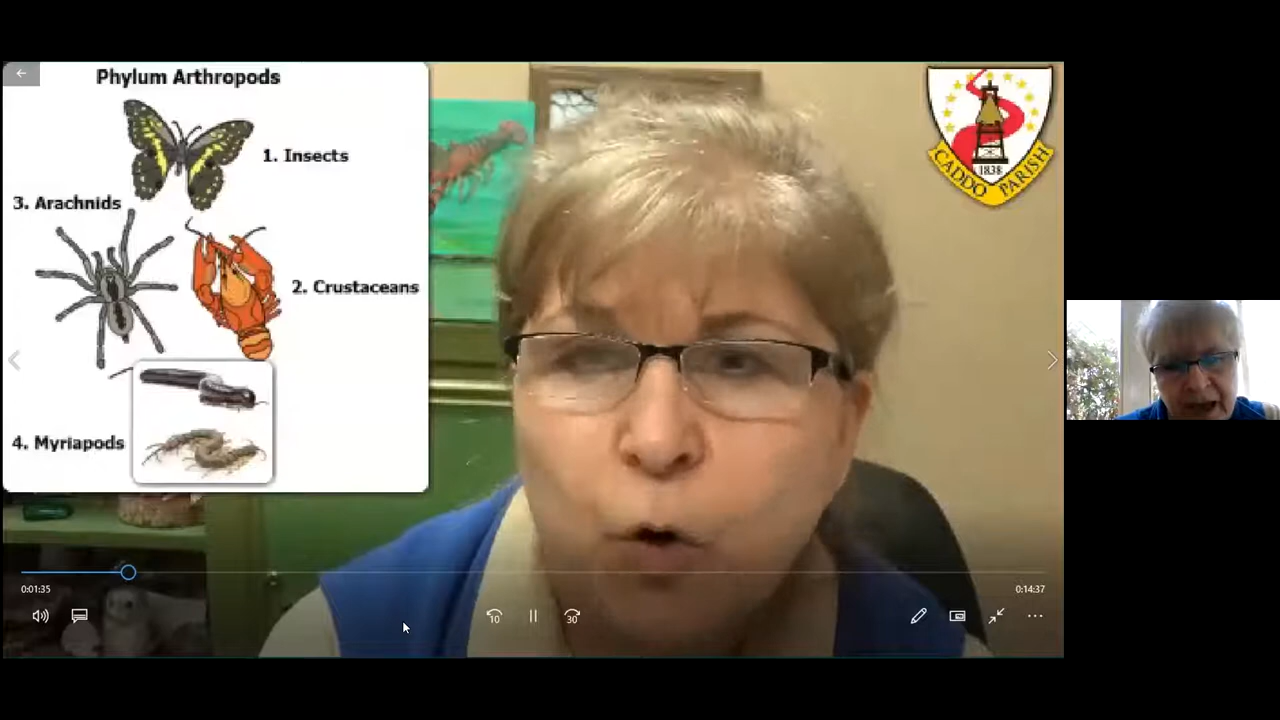 Phylum Arthropods
1. Insects
3. Arachnids
2. Crustaceans
4. Myriapods
1838
CADDO PARISH
0:01:35
0:14:37
10
30